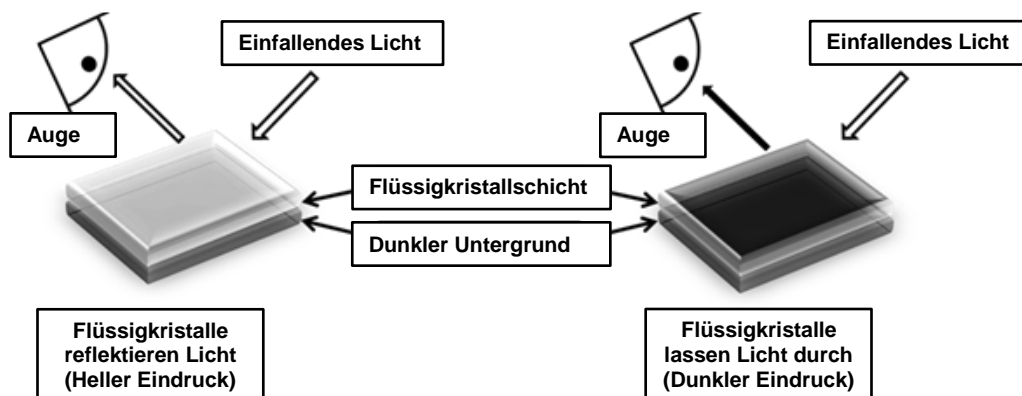 Einfallendes Licht
Einfallendes Licht
Auge
Auge
Flüssigkristallschicht
Dunkler Untergrund
Flüssigkristalle
reflektieren Licht
(Heller Eindruck)
Flüssigkristalle
lassen Licht durch
(Dunkler Eindruck)